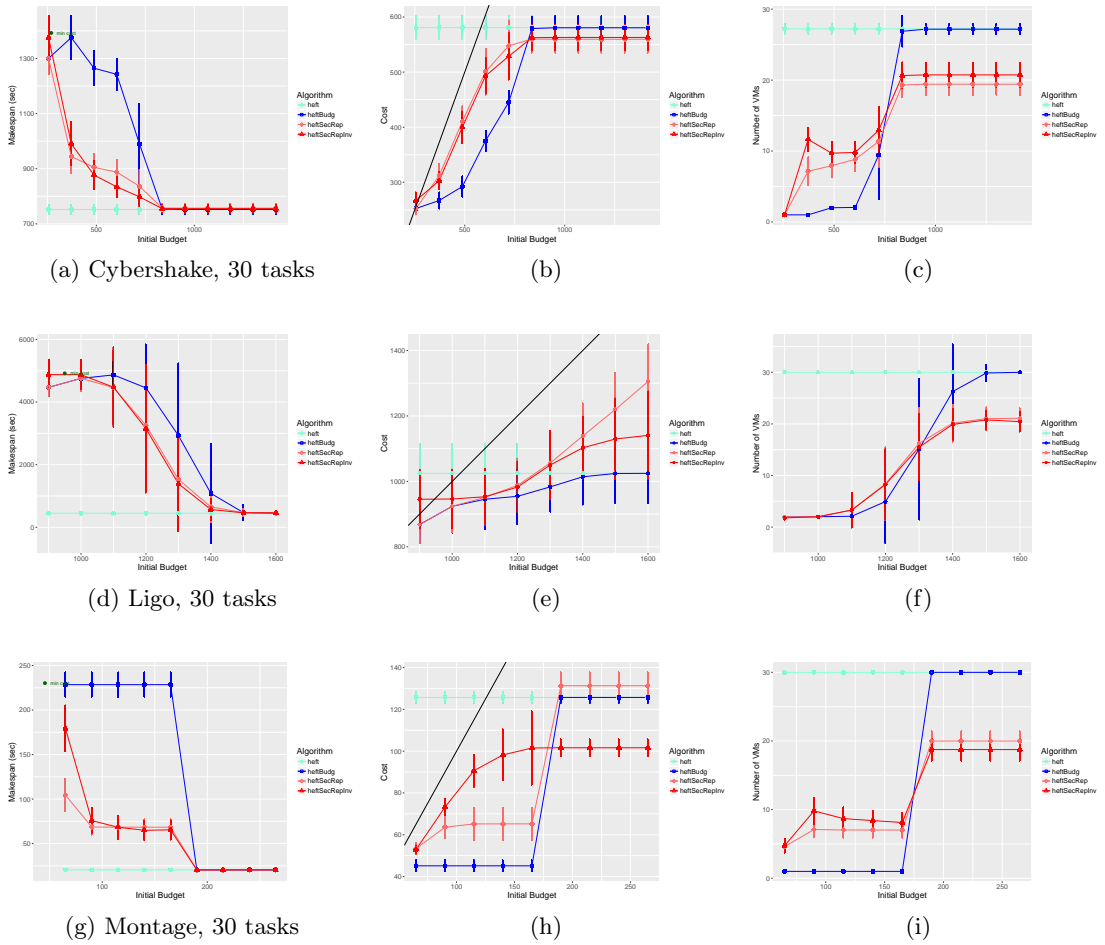 1300
1100
900
700
500
1000
Makespan (sec)
Initial Budget
Algorithm
heft
heftBudg
heftSecRep
heftSecRepInv
(a) Cybershake, 30 tasks
600
500
400
300
500
1000
Cost
Initial Budget
Algorithm
heft
heftBudg
heftSecRep
heftSecRepInv
(b)
30
20
10
0
500
1000
Number of VMs
Initial Budget
Algorithm
heft
heftBudg
heftSecRep
heftSecRepInv
(c)
6000
4000
2000
0
1000
1200
1400
1600
Makespan (sec)
Initial Budget
Algorithm
heft
heftBudg
heftSecRep
heftSecRepInv
(d) Ligo, 30 tasks
1400
1200
1000
800
1000
1200
1400
1600
Cost
Initial Budget
Algorithm
heft
heftBudg
heftSecRep
heftSecRepInv
(e)
30
20
10
0
1000
1200
1400
1600
Number of VMs
Initial Budget
Algorithm
heft
heftBudg
heftSecRep
heftSecRepInv
(f)
250
200
150
100
50
100
200
Makespan (sec)
Initial Budget
Algorithm
heft
heftBudg
heftSecRep
heftSecRepInv
(g) Montage, 30 tasks
140
120
100
80
60
40
100
150
200
250
Cost
Initial Budget
Algorithm
heft
heftBudg
heftSecRep
heftSecRepInv
(h)
30
20
10
0
100
150
200
250
Number of VMs
Initial Budget
Algorithm
heft
heftBudg
heftSecRep
heftSecRepInv
(i)